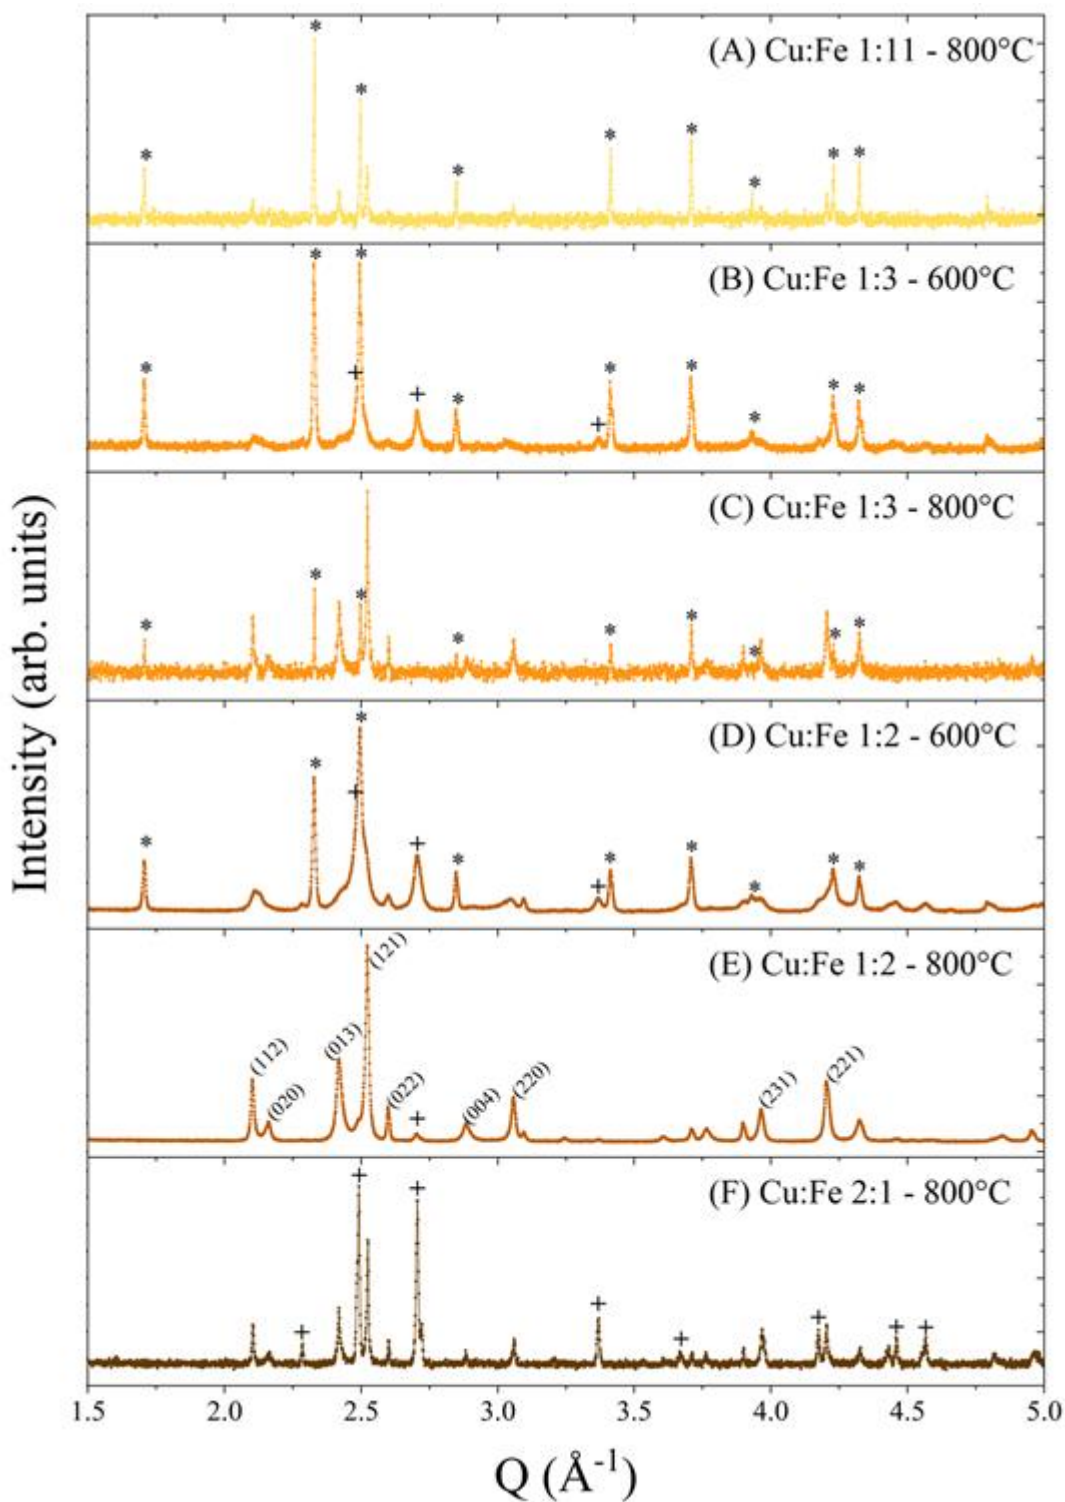 (A) Cu:Fe 1:11 - 800°C
* * * * * * * * *
(B) Cu:Fe 1:3 - 600°C
* * * * * * * * *
+ + +
(C) Cu:Fe 1:3 - 800°C
* * * * * * * * *
(D) Cu:Fe 1:2 - 600°C
* * * * * * * * *
+ + +
(E) Cu:Fe 1:2 - 800°C
(112) (020) (013) (121) (022) + (004) (220) (231) (221)
(F) Cu:Fe 2:1 - 800°C
+ + + + + + + +
Intensity (arb. units)
1.5 2.0 2.5 3.0 3.5 4.0 4.5 5.0
Q (Å⁻¹)